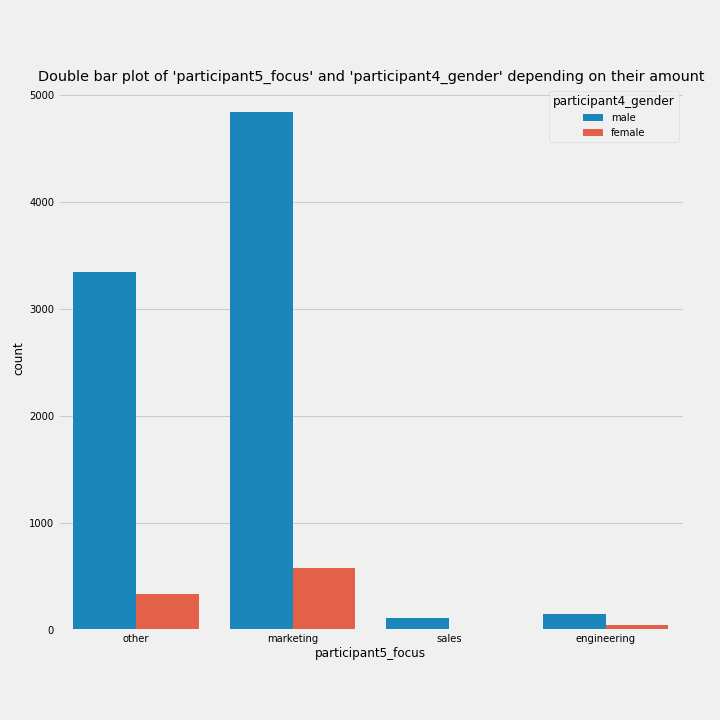 Double bar plot of 'participant5_focus' and 'participant4_gender' depending on their amount
participant4_gender
male
female
5000
4000
3000
2000
1000
0
count
other marketing sales engineering
participant5_focus